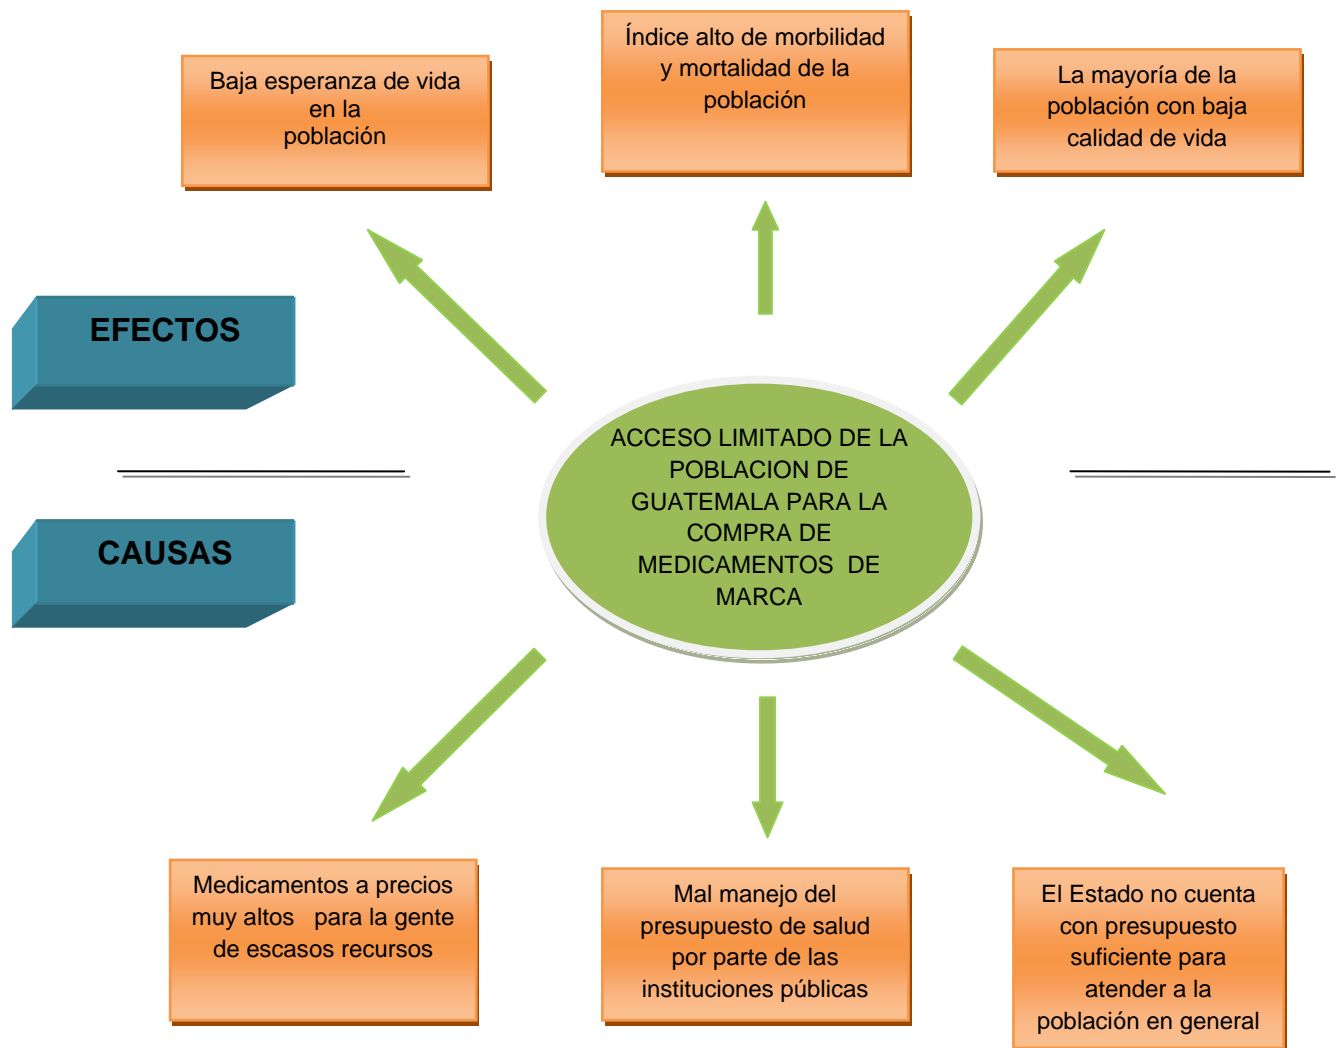 Baja esperanza de vida
en la
población
Índice alto de morbilidad
y mortalidad de la
población
La mayoría de la
población con baja
calidad de vida
EFECTOS
ACCESO LIMITADO DE LA
POBLACION DE
GUATEMALA PARA LA
COMPRA DE
MEDICAMENTOS DE
MARCA
CAUSAS
Medicamentos a precios
muy altos para la gente
de escasos recursos
Mal manejo del
presupuesto de salud
por parte de las
instituciones públicas
El Estado no cuenta
con presupuesto
suficiente para
atender a la
población en general